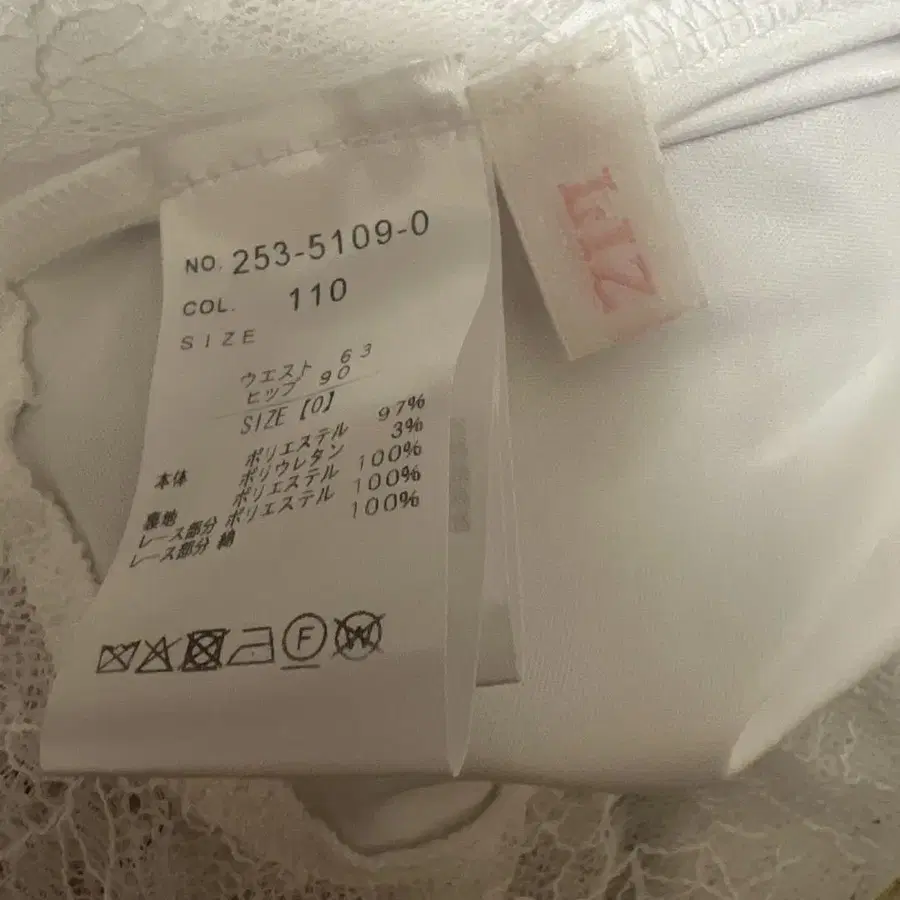 NO. 253-5109-0
COL. 110
SIZE
ウエスト 63
ヒップ 90
SIZE【0】
本体 ポリエステル 97%
ポリウレタン 3%
裏地 ポリエステル 100%
レース部分 ポリエステル 100%
レース部分 綿 100%
F W
LIZ